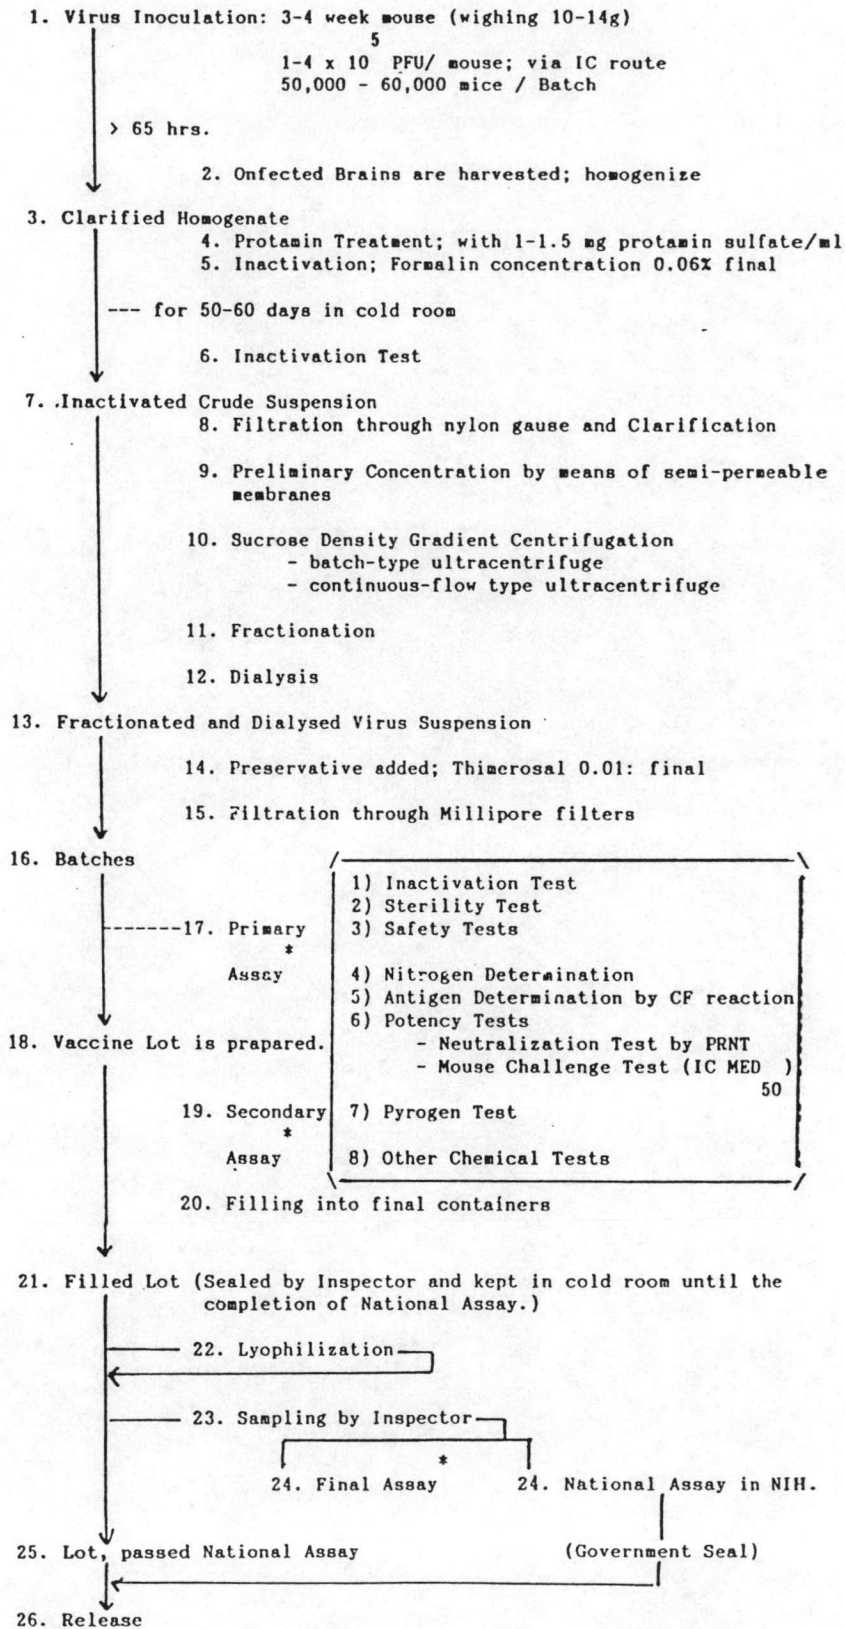 1. Virus Inoculation: 3-4 week mouse (wighing 10-14g)
5
1-4 x 10 PFU/ mouse; via IC route
50,000 - 60,000 mice / Batch
> 65 hrs.
2. Onfected Brains are harvested; homogenize
3. Clarified Homogenate
4. Protamin Treatment; with 1-1.5 mg protamin sulfate/ml
5. Inactivation; Formalin concentration 0.06% final
--- for 50-60 days in cold room
6. Inactivation Test
7. Inactivated Crude Suspension
8. Filtration through nylon gause and Clarification
9. Preliminary Concentration by means of semi-permeable
membranes
10. Sucrose Density Gradient Centrifugation
- batch-type ultracentrifuge
- continuous-flow type ultracentrifuge
11. Fractionation
12. Dialysis
13. Fractionated and Dialysed Virus Suspension
14. Preservative added; Thimerosal 0.01: final
15. Filtration through Millipore filters
16. Batches
1) Inactivation Test
2) Sterility Test
17. Primary 3) Safety Tests
*
Assay 4) Nitrogen Determination
5) Antigen Determination by CF reaction
6) Potency Tests
18. Vaccine Lot is prapared. - Neutralization Test by PRNT
- Mouse Challenge Test (IC MED )
50
19. Secondary 7) Pyrogen Test
*
Assay 8) Other Chemical Tests
20. Filling into final containers
21. Filled Lot (Sealed by Inspector and kept in cold room until the
completion of National Assay.)
22. Lyophilization
23. Sampling by Inspector
*
24. Final Assay 24. National Assay in NIH.
25. Lot, passed National Assay (Government Seal)
26. Release